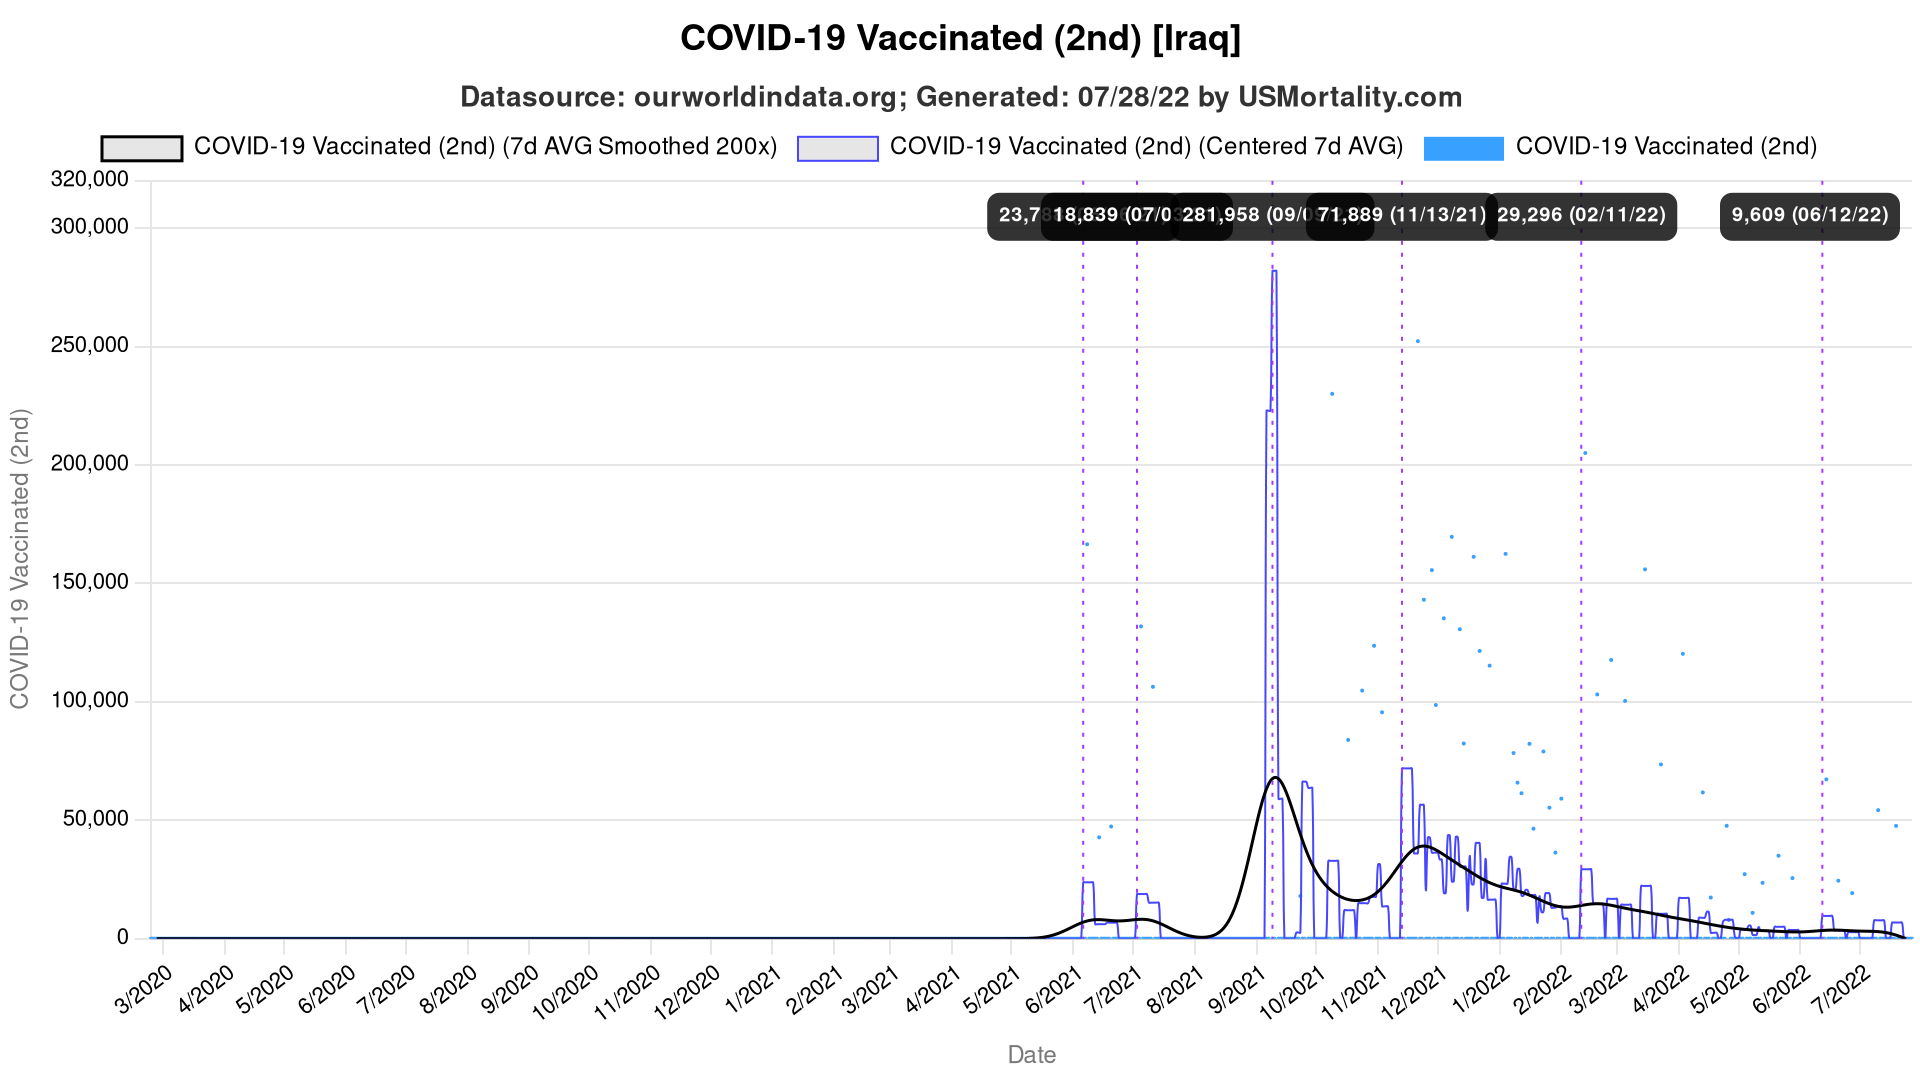 COVID-19 Vaccinated (2nd) [Iraq]
Datasource: ourworldindata.org; Generated: 07/28/22 by USMortality.com
COVID-19 Vaccinated (2nd) (7d AVG Smoothed 200x) COVID-19 Vaccinated (2nd) (Centered 7d AVG) COVID-19 Vaccinated (2nd)
320,000
18,839 (07/0 281,958 (09/0 71,889 (11/13/21) 29,296 (02/11/22) 9,609 (06/12/22)
300,000
250,000
200,000
150,000
100,000
50,000
0
COVID-19 Vaccinated (2nd)
3/2020 4/2020 5/2020 6/2020 7/2020 8/2020 9/2020 10/2020 11/2020 12/2020 1/2021 2/2021 3/2021 4/2021 5/2021 6/2021 7/2021 8/2021 9/2021 10/2021 11/2021 12/2021 1/2022 2/2022 3/2022 4/2022 5/2022 6/2022 7/2022
Date